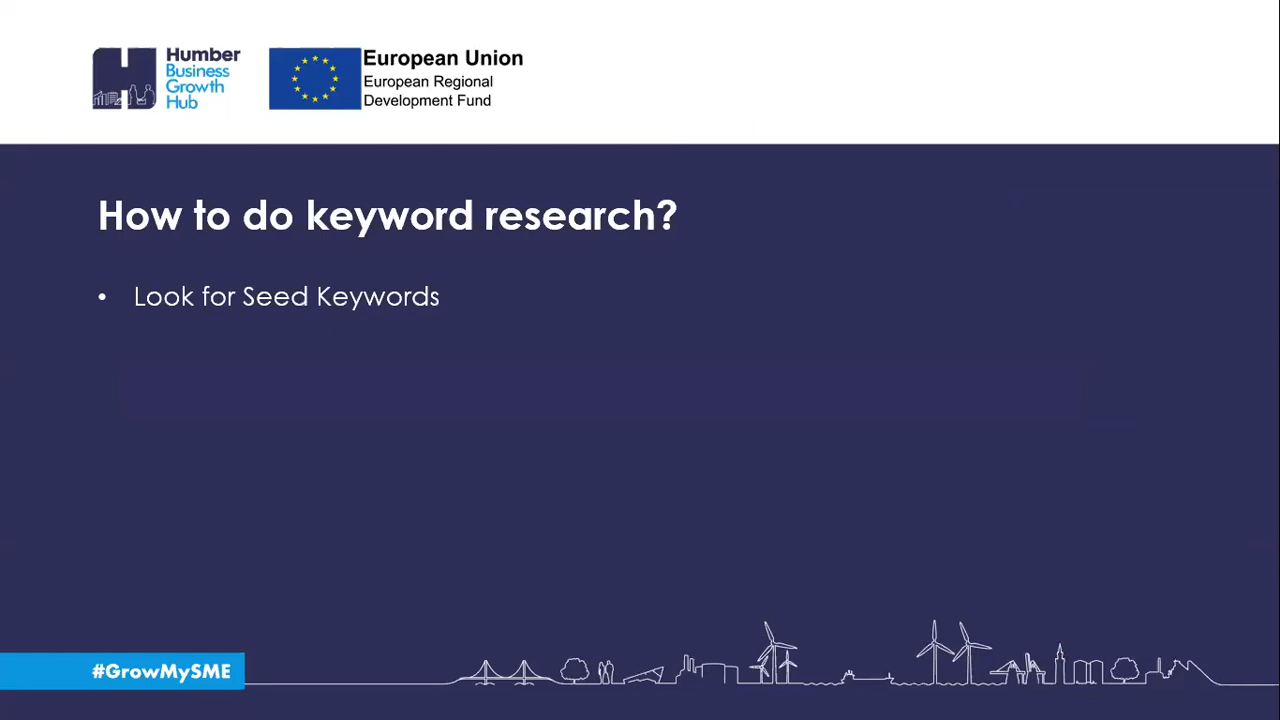 Humber
Business
Growth
Hub
European Union
European Regional
Development Fund
How to do keyword research?
• Look for Seed Keywords
#GrowMySME